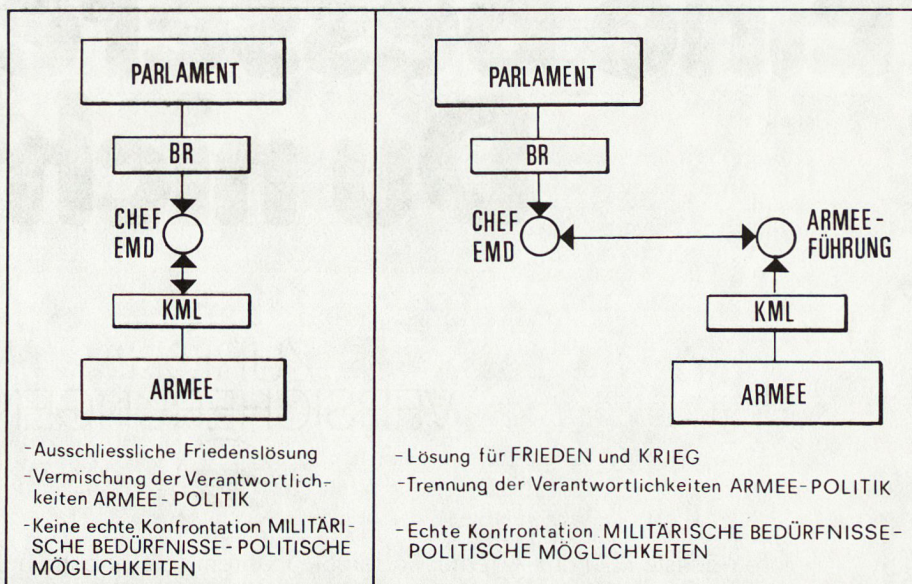 PARLAMENT
BR
CHEF
EMD
KML
ARMEE
-Ausschliessliche Friedenslösung
-Vermischung der Verantwortlich-
keiten ARMEE-POLITIK
-Keine echte Konfrontation MILITÄRI-
SCHE BEDÜRFNISSE-POLITISCHE
MÖGLICHKEITEN
PARLAMENT
BR
CHEF
EMD
ARMEE-
FÜHRUNG
KML
ARMEE
-Lösung für FRIEDEN und KRIEG
-Trennung der Verantwortlichkeiten ARMEE-POLITIK
-Echte Konfrontation MILITÄRISCHE BEDÜRFNISSE-
POLITISCHE MÖGLICHKEITEN